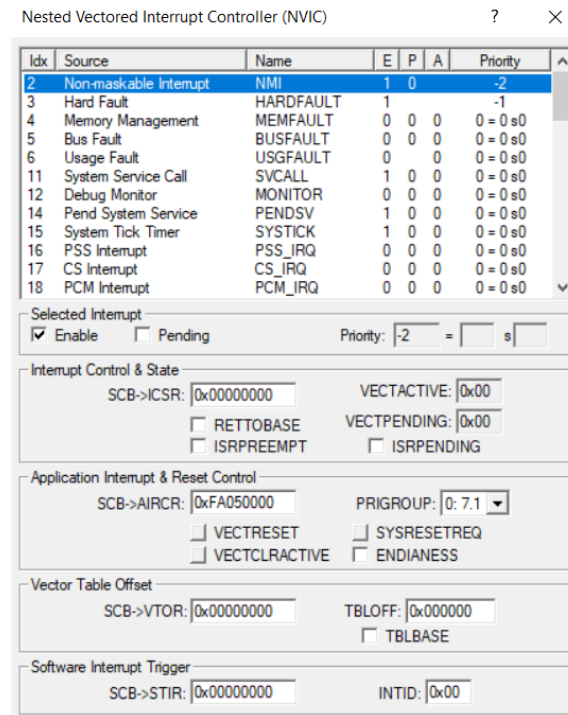 Nested Vectored Interrupt Controller (NVIC) ?
Idx Source Name E P A Priority
2 Non-maskable Interrupt NMI 1 0 -2
3 Hard Fault HARDFAULT 1 -1
4 Memory Management MEMFAULT 0 0 0 0 = 0 s0
5 Bus Fault BUSFAULT 0 0 0 0 = 0 s0
6 Usage Fault USGFAULT 0 0 0 = 0 s0
11 System Service Call SVCALL 1 0 0 0 = 0 s0
12 Debug Monitor MONITOR 0 0 0 0 = 0 s0
14 Pend System Service PENDSV 1 0 0 0 = 0 s0
15 System Tick Timer SYSTICK 1 0 0 0 = 0 s0
16 PSS Interrupt PSS_IRQ 0 0 0 0 = 0 s0
17 CS Interrupt CS_IRQ 0 0 0 0 = 0 s0
18 PCM Interrupt PCM_IRQ 0 0 0 0 = 0 s0
Selected Interrupt
Enable Pending Priority: -2 = s
Interrupt Control & State
SCB->ICSR: 0x00000000 VECTACTIVE: 0x00
RETTOBASE VECTPENDING: 0x00
ISRPREEMPT ISRPENDING
Application Interrupt & Reset Control
SCB->AIRCR: 0xFA050000 PRIGROUP: 0: 7.1
VECTRESET SYSRESETREQ
VECTCLRACTIVE ENDIANESS
Vector Table Offset
SCB->VTOR: 0x00000000 TBLOFF: 0x000000
TBLBASE
Software Interrupt Trigger
SCB->STIR: 0x00000000 INTID: 0x00